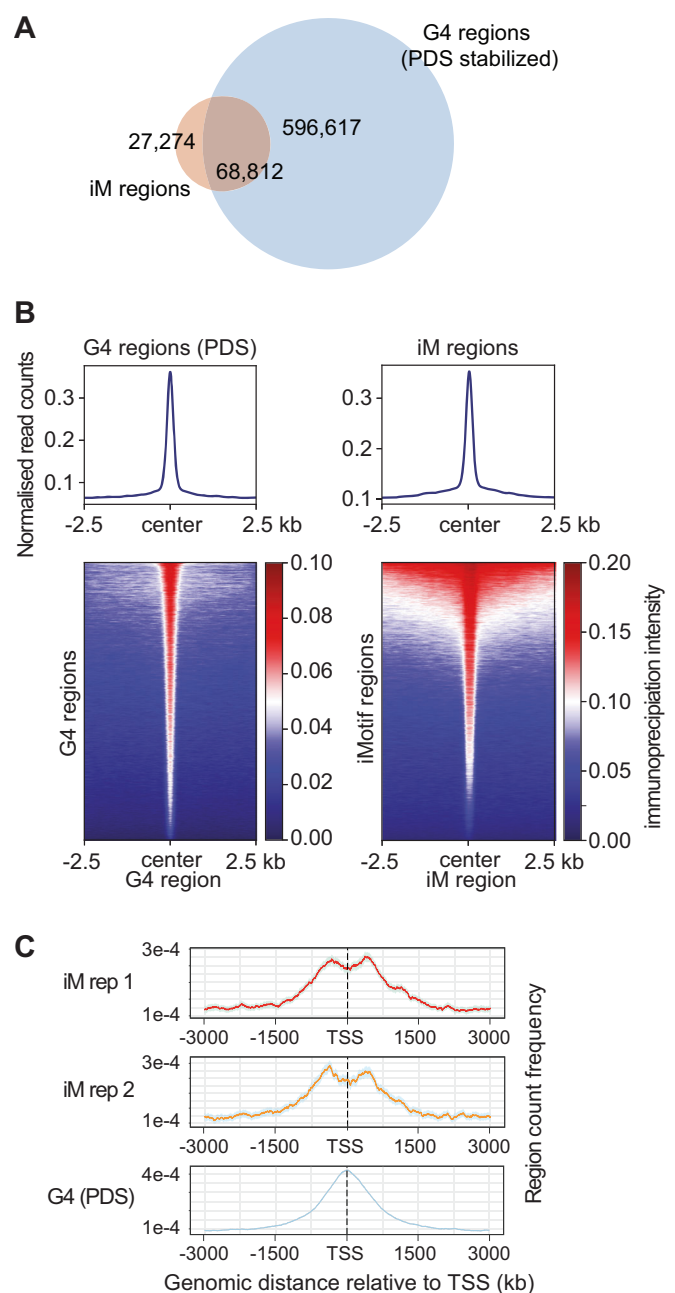 A
G4 regions
(PDS stabilized)
27,274
596,617
68,812
iM regions
B
G4 regions (PDS)
iM regions
Normalised read counts
0.3
0.2
0.1
0.3
0.2
0.1
-2.5
center
2.5 kb
-2.5
center
2.5 kb
G4 regions
0.10
0.08
0.06
0.04
0.02
0.00
iMotif regions
0.20
0.15
0.10
0.05
0.00
immunoprecipiation intensity
-2.5
center
2.5 kb
G4 region
-2.5
center
2.5 kb
iM region
C
iM rep 1
3e-4
1e-4
-3000
-1500
TSS
1500
3000
iM rep 2
3e-4
1e-4
-3000
-1500
TSS
1500
3000
G4 (PDS)
4e-4
1e-4
-3000
-1500
TSS
1500
3000
Region count frequency
Genomic distance relative to TSS (kb)